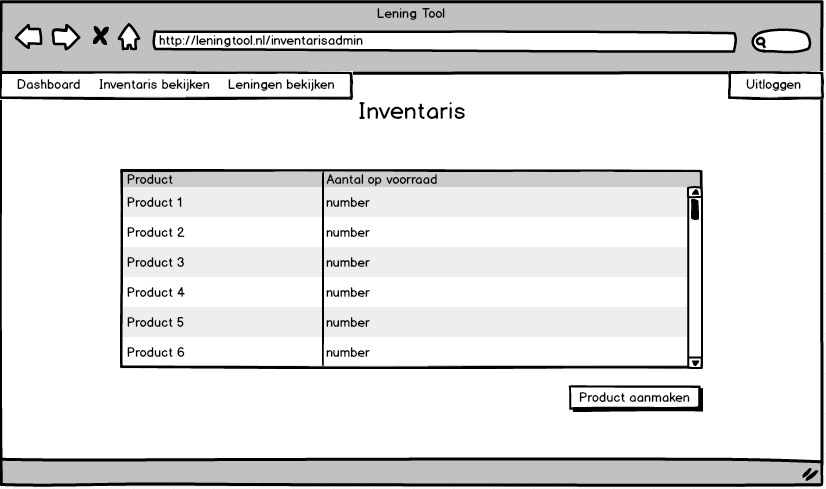 Lening Tool
http://leningtool.nl/inventarisadmin
Dashboard Inventaris bekijken Leningen bekijken Uitloggen
Inventaris
Product Aantal op voorraad
Product 1 number
Product 2 number
Product 3 number
Product 4 number
Product 5 number
Product 6 number
Product aanmaken